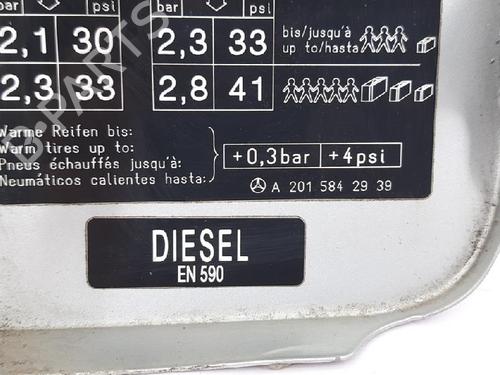 bar psi bar psi
2,1 30 2,3 33 bis/jusqu'à
up to/hasta
2,3 33 2,8 41
Warme Reifen bis:
Warm tires up to:
Pneus échauffés jusqu'à:
Neumáticos calientes hasta:
+0,3bar +4psi
A 201 584 29 39
DIESEL
EN 590
B-PARTS